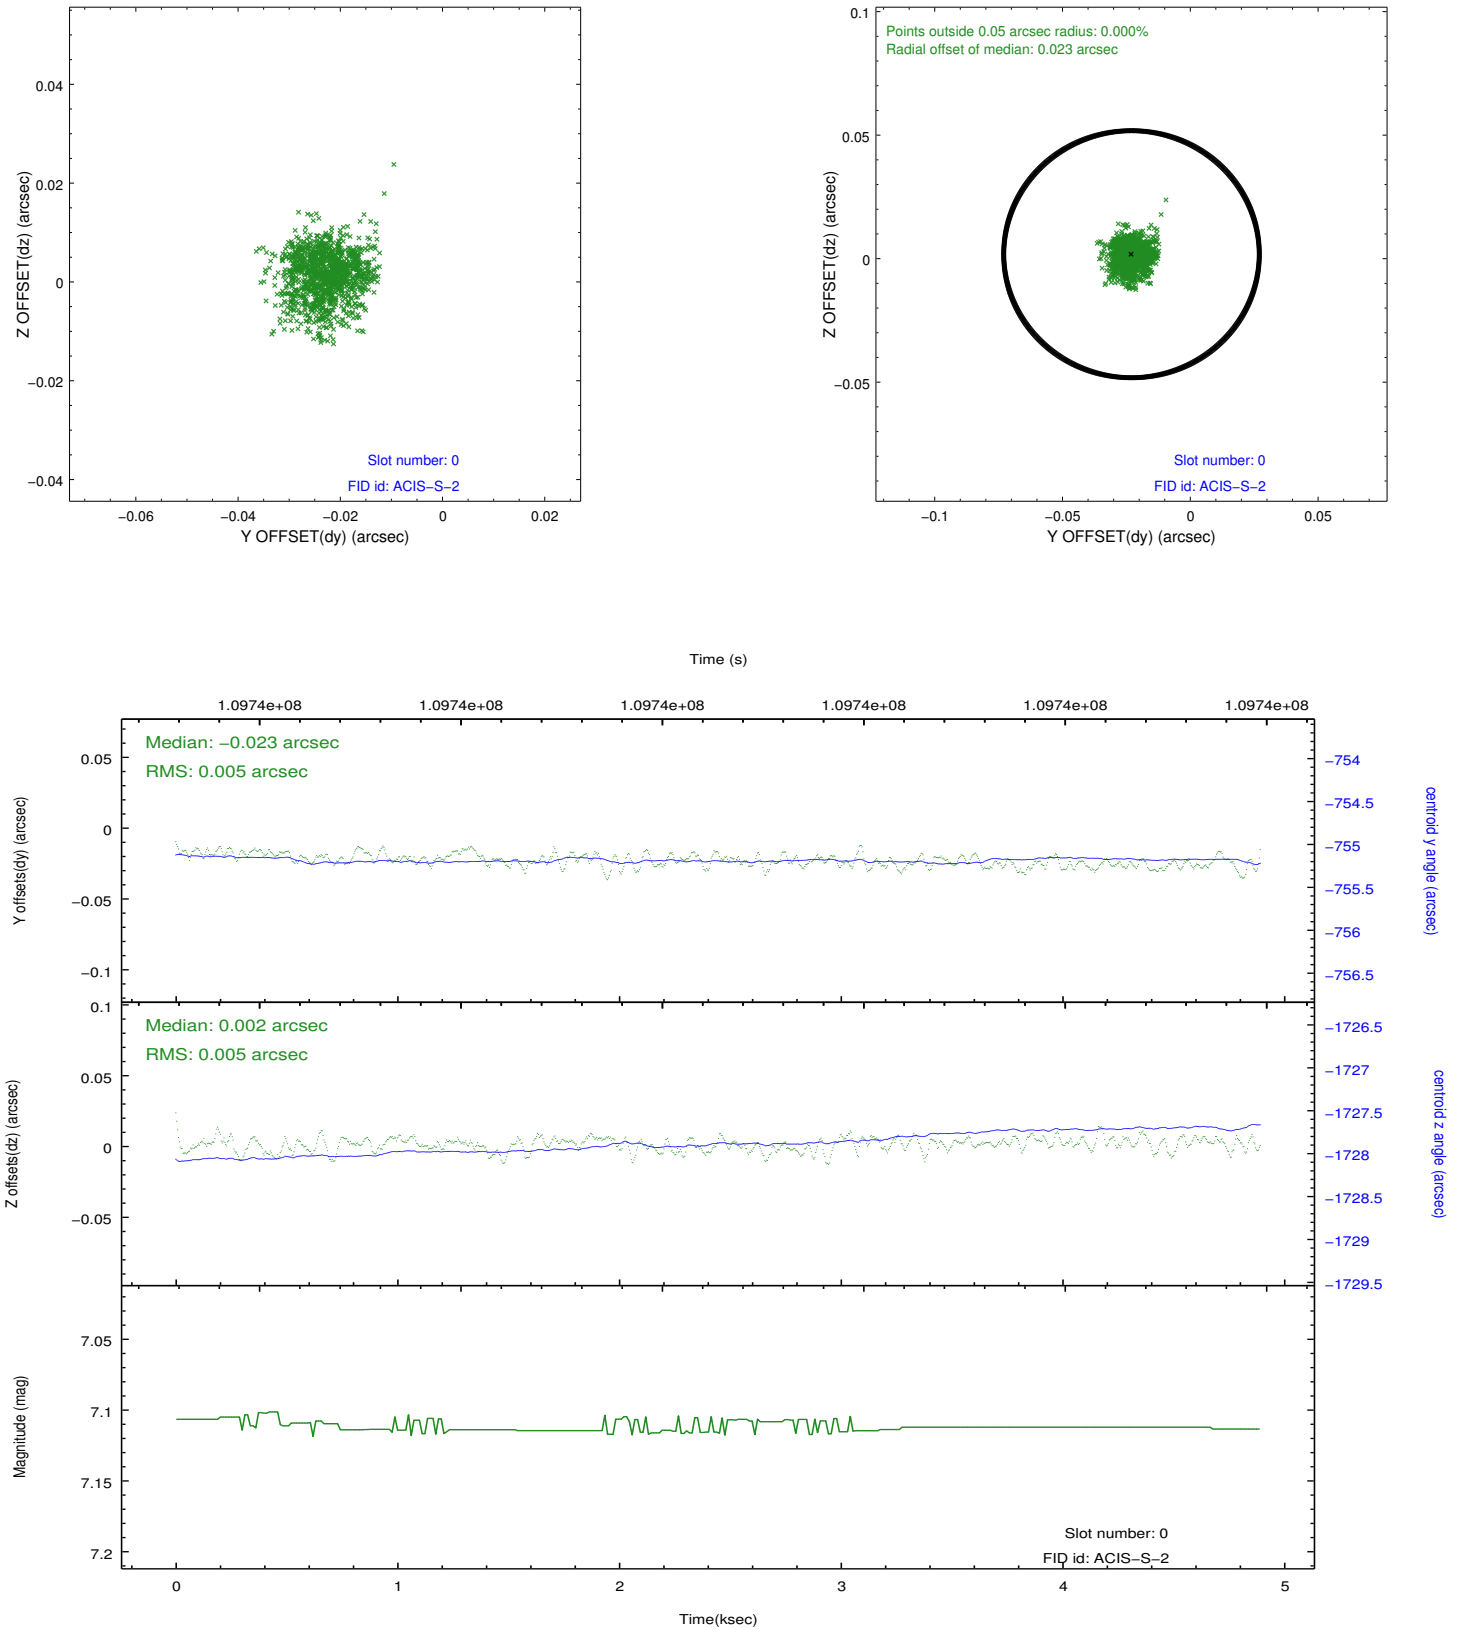 0.04
0.02
0
−0.02
−0.04
Z OFFSET(dz) (arcsec)
Slot number: 0
FID id: ACIS−S−2
−0.06
−0.04
−0.02
0
0.02
Y OFFSET(dy) (arcsec)
Points outside 0.05 arcsec radius: 0.000%
Radial offset of median: 0.023 arcsec
0.1
0.05
0
−0.05
Z OFFSET(dz) (arcsec)
Slot number: 0
FID id: ACIS−S−2
−0.1
−0.05
0
0.05
Y OFFSET(dy) (arcsec)
Time (s)
1.0974e+08
1.0974e+08
1.0974e+08
1.0974e+08
1.0974e+08
1.0974e+08
Median: −0.023 arcsec
RMS: 0.005 arcsec
0.05
0
−0.05
−0.1
Y offsets(dy) (arcsec)
−754
−754.5
−755
−755.5
−756
−756.5
centroid y angle (arcsec)
Median: 0.002 arcsec
RMS: 0.005 arcsec
0.1
0.05
0
−0.05
Z offsets(dz) (arcsec)
−1726.5
−1727
−1727.5
−1728
−1728.5
−1729
−1729.5
centroid z angle (arcsec)
7.05
7.1
7.15
7.2
Magnitude (mag)
Slot number: 0
FID id: ACIS−S−2
0
1
2
3
4
5
Time(ksec)